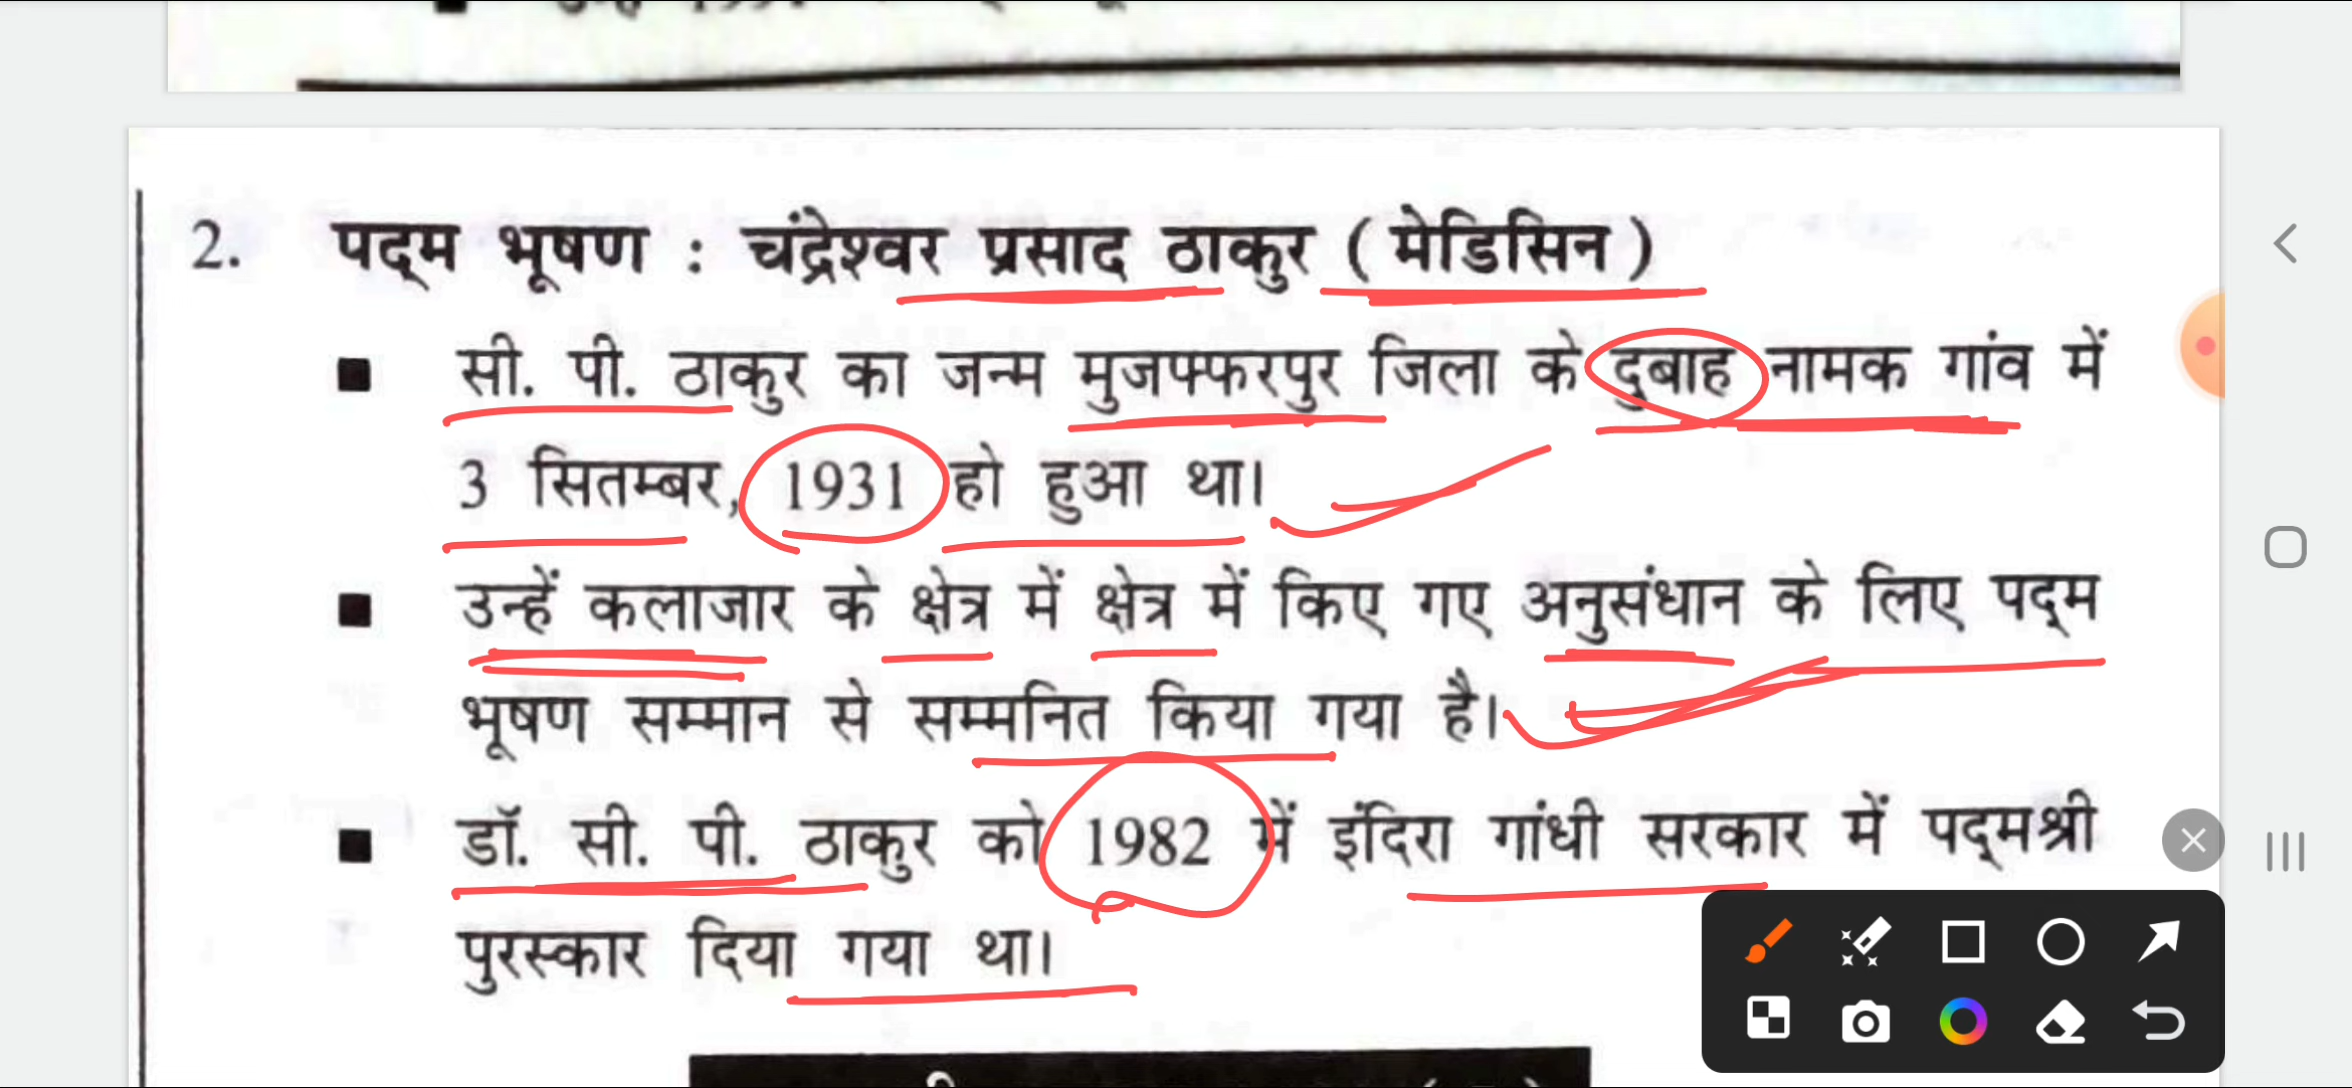 2. पद्म भूषण : चंद्रेश्वर प्रसाद ठाकुर ( मेडिसिन )
■ सी. पी. ठाकुर का जन्म मुजफ्फरपुर जिला के दुबाह नामक गांव में
3 सितम्बर, 1931 हो हुआ था।
■ उन्हें कलाजार के क्षेत्र में क्षेत्र में किए गए अनुसंधान के लिए पद्म
भूषण सम्मान से सम्मनित किया गया है।
■ डॉ. सी. पी. ठाकुर को 1982 में इंदिरा गांधी सरकार में पद्मश्री
पुरस्कार दिया गया था।